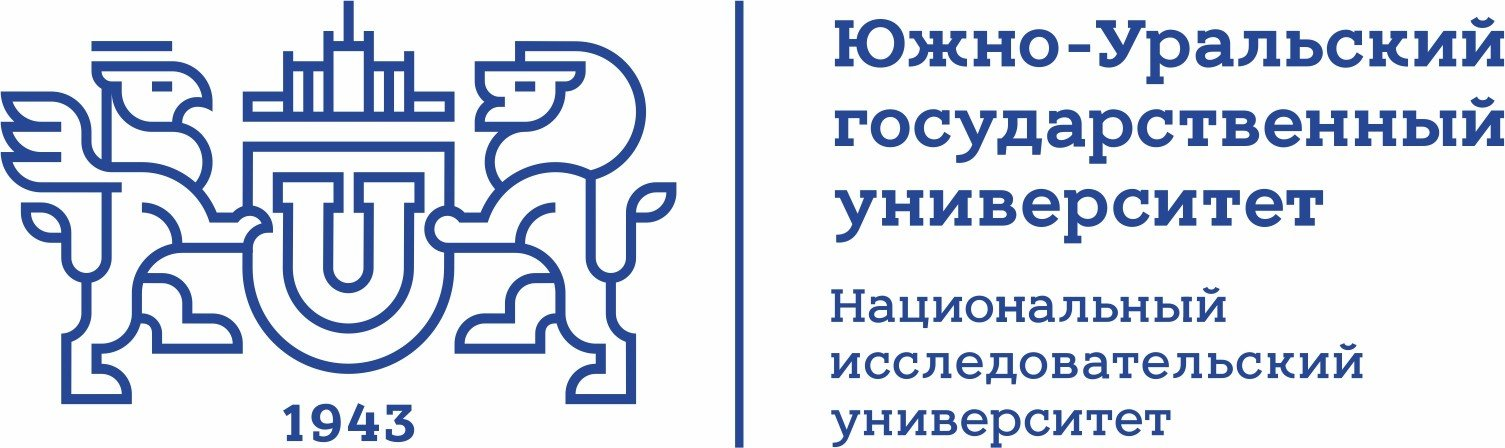 U
1943
Южно-Уральский
государственный
университет
Национальный
исследовательский
университет